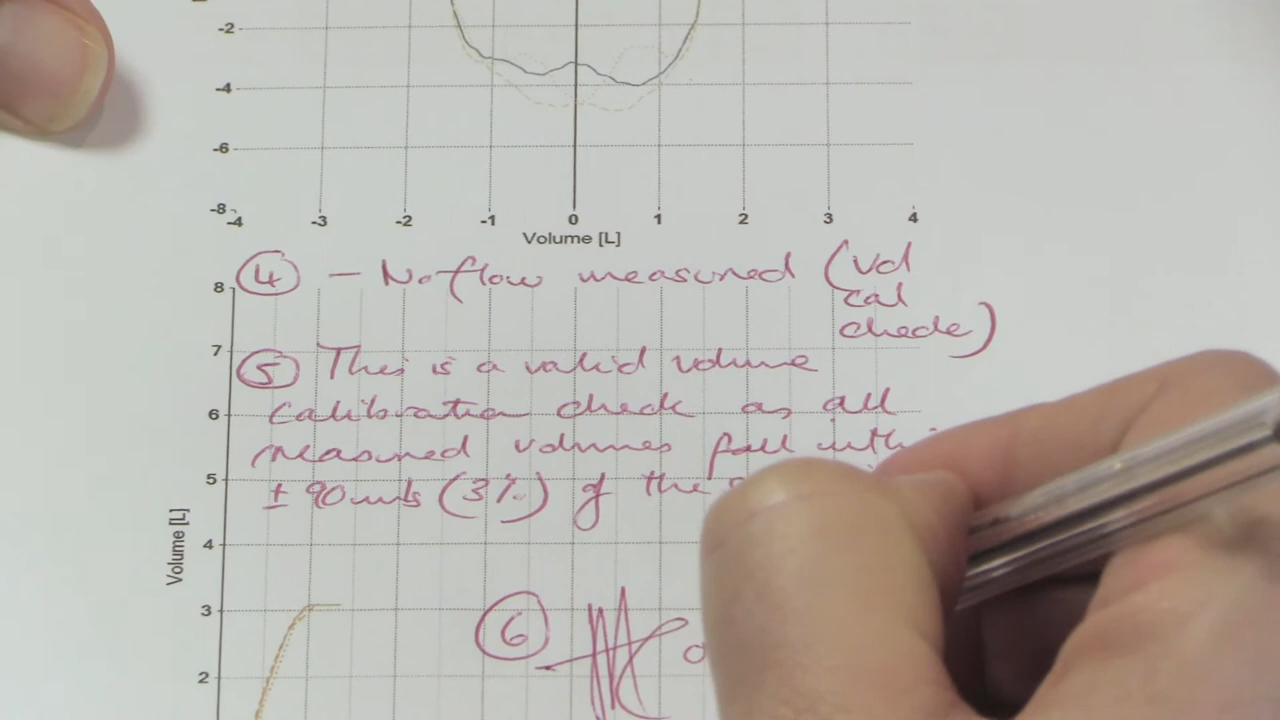 -2
-4
-6
-8
-4 -3 -2 -1 0 1 2 3 4
Volume [L]
④ - No flow measured (Vol
cal
check)
8
7
⑤ This is a valid volume
6
calibration check as all
measured volumes fall within
5
± 90mls (3%) of the
4
Volume [L]
3
⑥
2